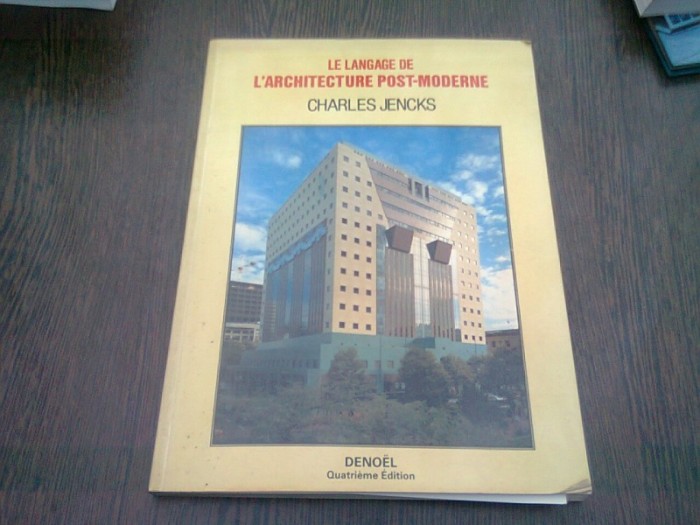 LE LANGAGE DE
L'ARCHITECTURE POST-MODERNE
CHARLES JENCKS
DENOËL
Quatrième Édition